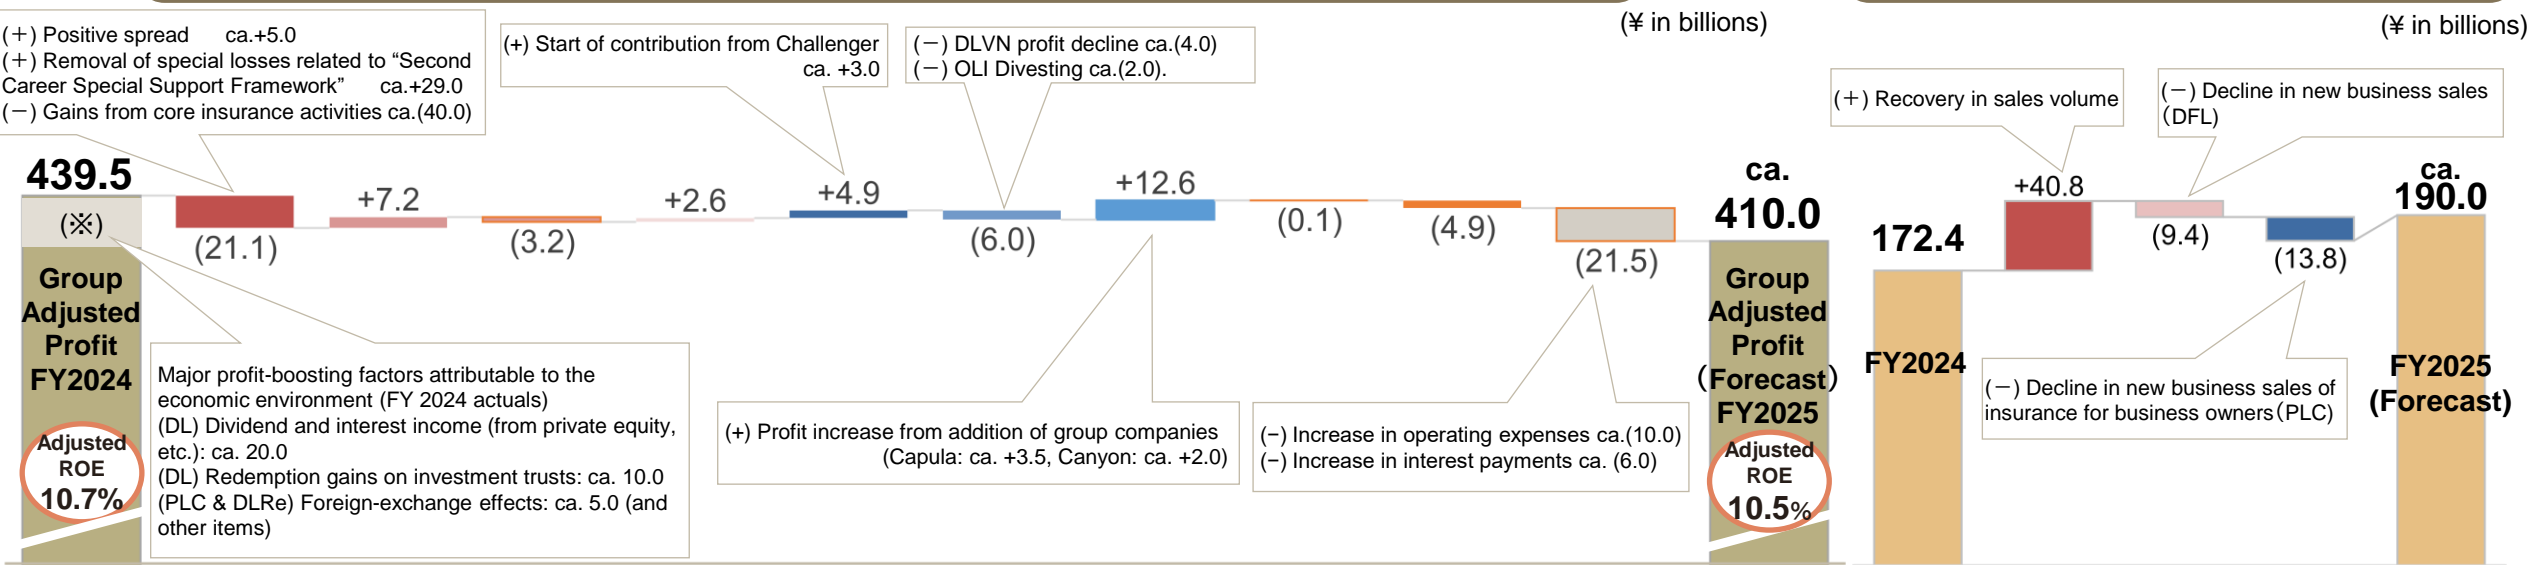 (¥ in billions)
(¥ in billions)
(＋) Positive spread ca.+5.0
(＋) Removal of special losses related to “Second
Career Special Support Framework” ca.+29.0
(－) Gains from core insurance activities ca.(40.0)
(+) Start of contribution from Challenger
ca. +3.0
(－) DLVN profit decline ca.(4.0)
(－) OLI Divesting ca.(2.0).
(＋) Recovery in sales volume
(－) Decline in new business sales
(DFL)
439.5
(※)
(21.1)
+7.2
(3.2)
+2.6
+4.9
(6.0)
+12.6
(0.1)
(4.9)
(21.5)
ca.
410.0
Group
Adjusted
Profit
FY2024
Adjusted
ROE
10.7%
Major profit-boosting factors attributable to the
economic environment (FY 2024 actuals)
(DL) Dividend and interest income (from private equity,
etc.): ca. 20.0
(DL) Redemption gains on investment trusts: ca. 10.0
(PLC & DLRe) Foreign-exchange effects: ca. 5.0 (and
other items)
(+) Profit increase from addition of group companies
(Capula: ca. +3.5, Canyon: ca. +2.0)
(−) Increase in operating expenses ca.(10.0)
(−) Increase in interest payments ca. (6.0)
Group
Adjusted
Profit
(Forecast)
FY2025
Adjusted
ROE
10.5%
172.4
+40.8
(9.4)
(13.8)
ca.
190.0
FY2024
(－) Decline in new business sales of
insurance for business owners(PLC)
FY2025
(Forecast)